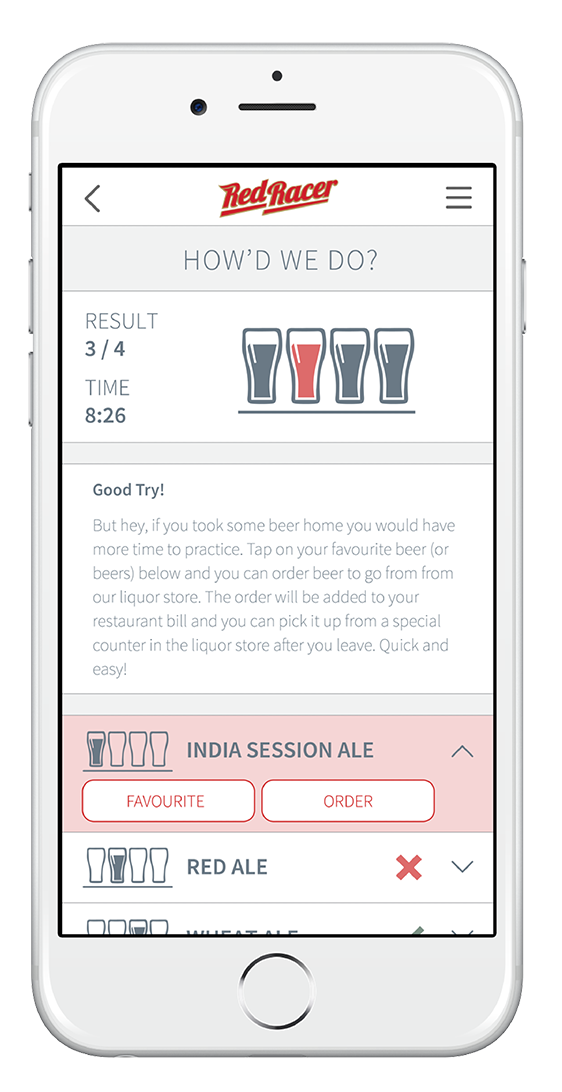 Red Racer
HOW'D WE DO?
RESULT
3 / 4
TIME
8:26
Good Try!
But hey, if you took some beer home you would have
more time to practice. Tap on your favourite beer (or
beers) below and you can order beer to go from from
our liquor store. The order will be added to your
restaurant bill and you can pick it up from a special
counter in the liquor store after you leave. Quick and
easy!
INDIA SESSION ALE
FAVOURITE
ORDER
RED ALE
WHEAT ALE